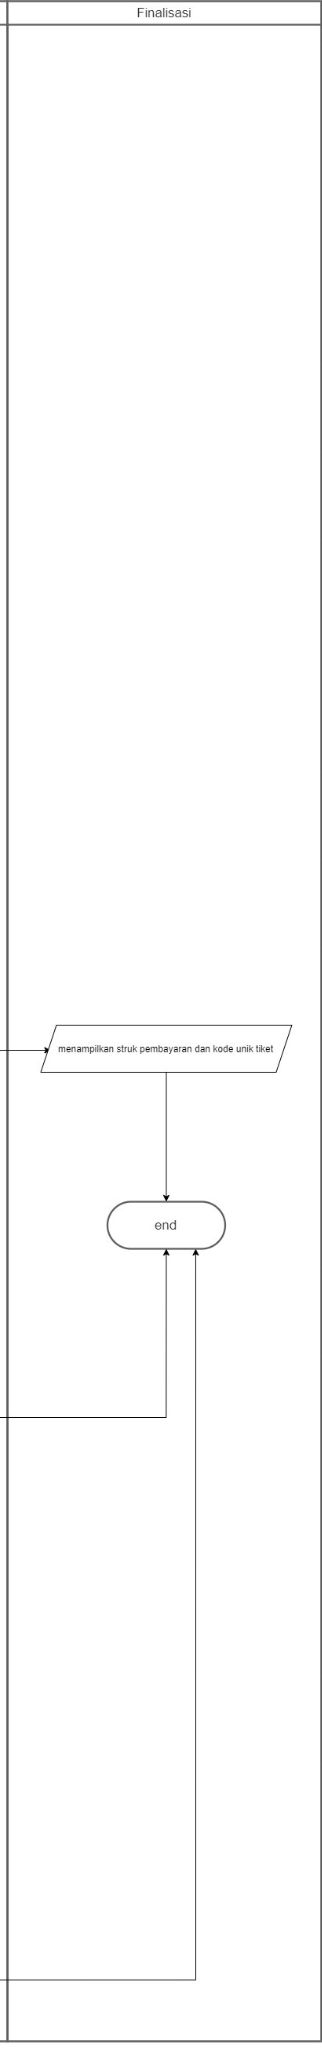 Finalisasi
menampilkan struk pembayaran dan kode unik tiket
end